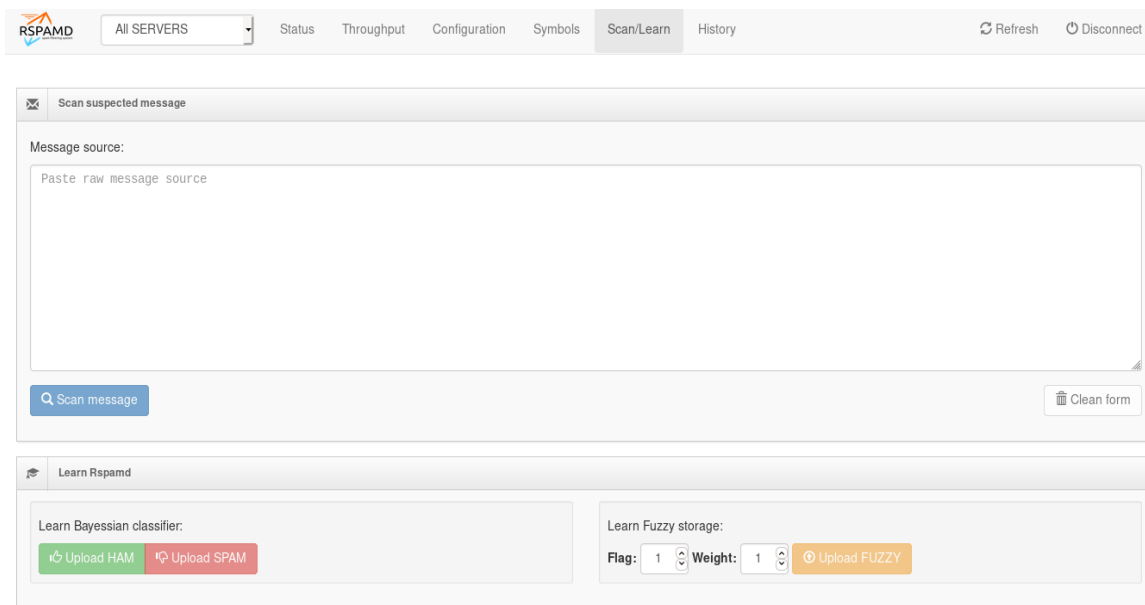 RSPAMD All SERVERS Status Throughput Configuration Symbols Scan/Learn History Refresh Disconnect
Scan suspected message
Message source:
Paste raw message source
Scan message Clean form
Learn Rspamd
Learn Bayessian classifier: Learn Fuzzy storage:
Upload HAM Upload SPAM Flag: 1 Weight: 1 Upload FUZZY